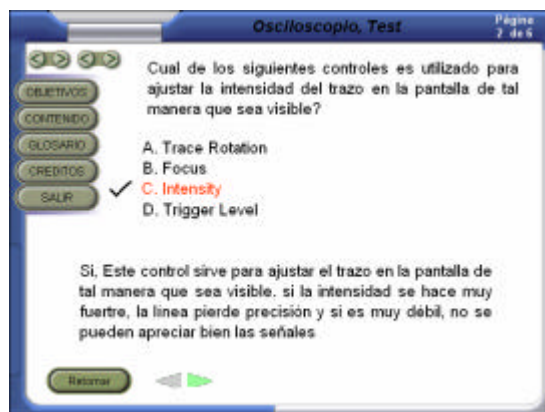 Osciloscopio, Test
Página
2 de 6
Cual de los siguientes controles es utilizado para
ajustar la intensidad del trazo en la pantalla de tal
manera que sea visible?
OBJETIVOS
CONTENIDO
GLOSARIO
CREDITOS
SALIR
A. Trace Rotation
B. Focus
C. Intensity
D. Trigger Level
Si, Este control sirve para ajustar el trazo en la pantalla de
tal manera que sea visible. si la intensidad se hace muy
fuertre, la linea pierde precisión y si es muy débil, no se
pueden apreciar bien las señales
Retornar